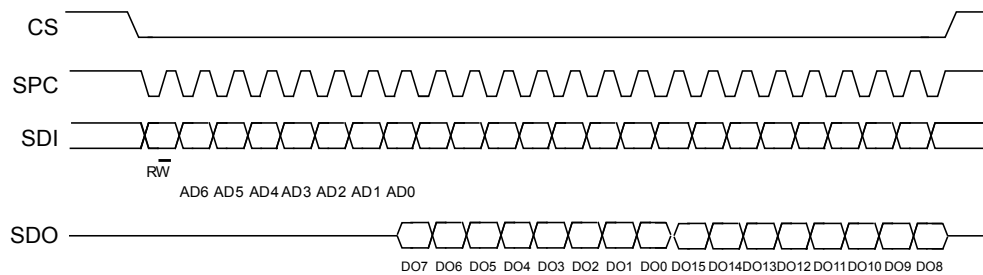 CS
SPC
SDI
RW
AD6 AD5 AD4 AD3 AD2 AD1 AD0
SDO
DO7 DO6 DO5 DO4 DO3 DO2 DO1 DO0 DO15 DO14 DO13 DO12 DO11 DO10 DO9 DO8